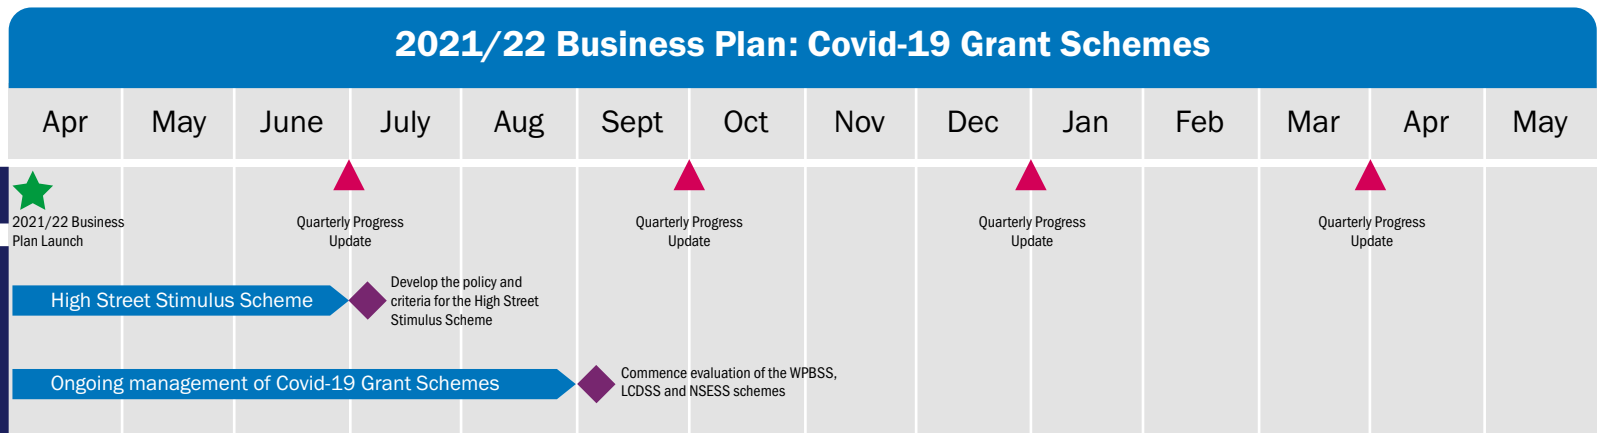 2021/22 Business Plan: Covid-19 Grant Schemes
Apr May June July Aug Sept Oct Nov Dec Jan Feb Mar Apr May
2021/22 Business
Plan Launch
Quarterly Progress
Update
Quarterly Progress
Update
Quarterly Progress
Update
Quarterly Progress
Update
High Street Stimulus Scheme
Develop the policy and
criteria for the High Street
Stimulus Scheme
Ongoing management of Covid-19 Grant Schemes
Commence evaluation of the WPBSS,
LCDSS and NSESS schemes